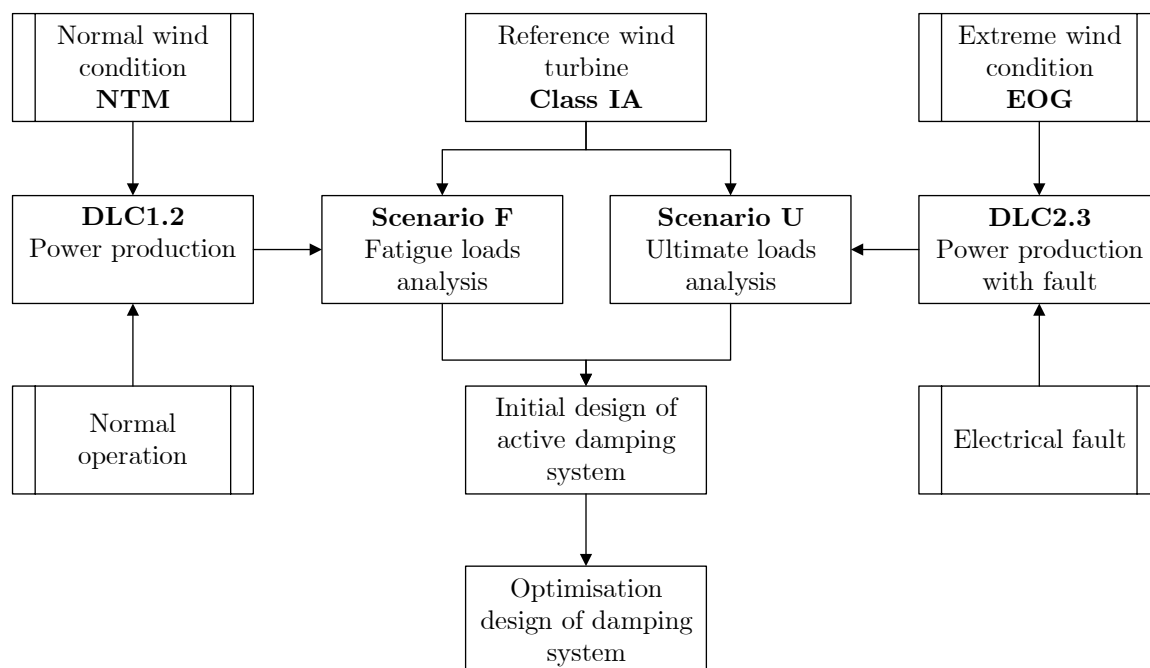 Normal wind
condition
NTM
Reference wind
turbine
Class IA
Extreme wind
condition
EOG
DLC1.2
Power production
Scenario F
Fatigue loads
analysis
Scenario U
Ultimate loads
analysis
DLC2.3
Power production
with fault
Normal
operation
Initial design of
active damping
system
Electrical fault
Optimisation
design of damping
system